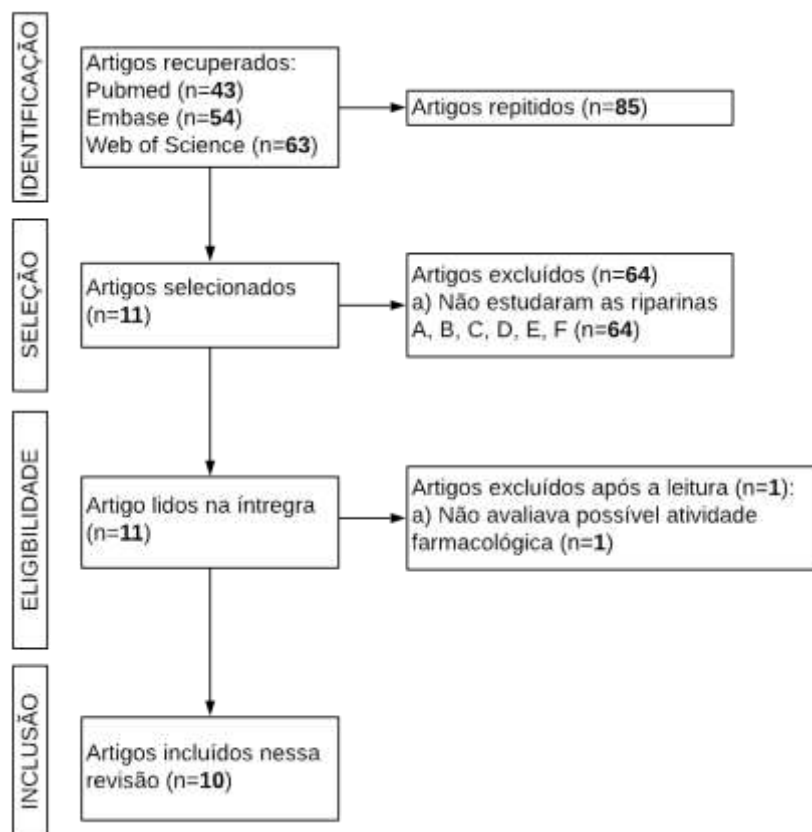 IDENTIFICAÇÃO
Artigos recuperados:
Pubmed (n=43)
Embase (n=54)
Web of Science (n=63)
Artigos repitidos (n=85)
SELEÇÃO
Artigos selecionados
(n=11)
Artigos excluídos (n=64)
a) Não estudaram as riparinas
A, B, C, D, E, F (n=64)
ELIGIBILIDADE
Artigo lidos na íntregra
(n=11)
Artigos excluídos após a leitura (n=1):
a) Não avaliava possível atividade
farmacológica (n=1)
INCLUSÃO
Artigos incluídos nessa
revisão (n=10)